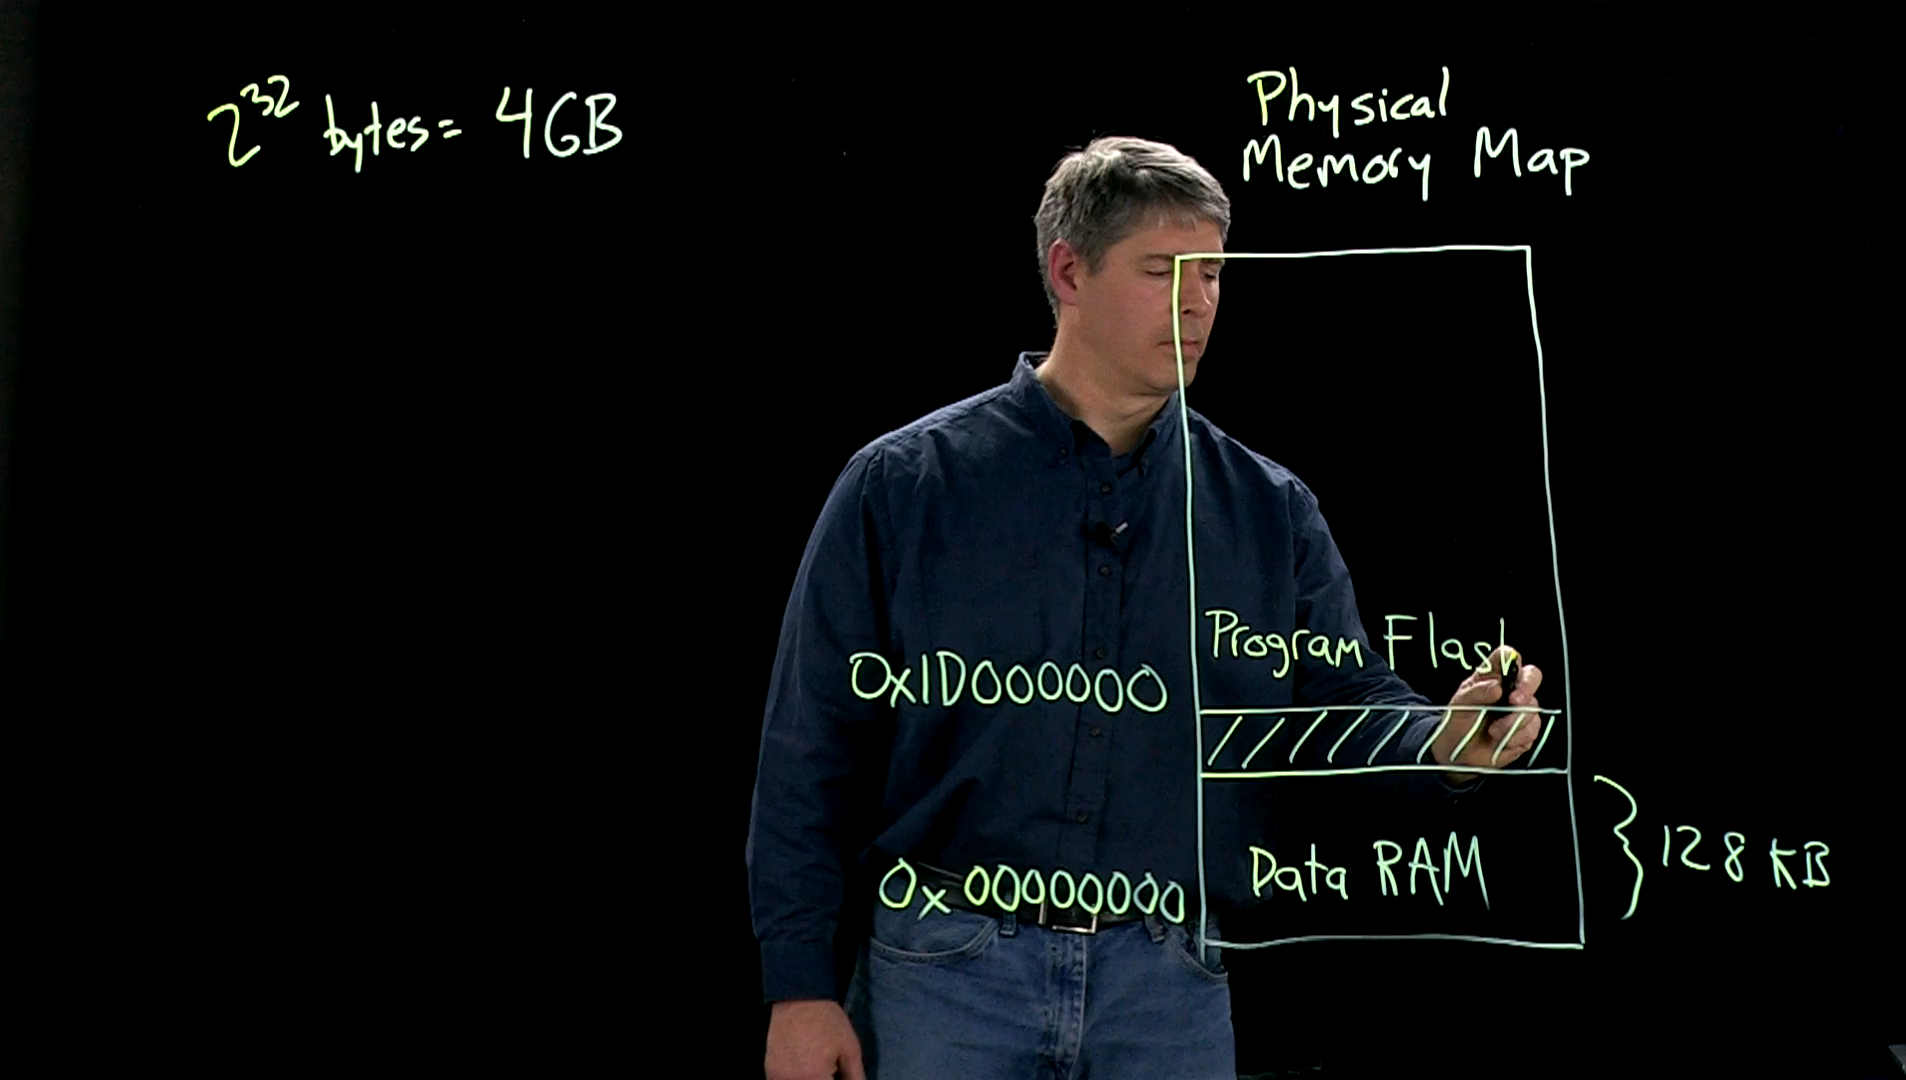 2^32 bytes = 4GB
Physical
Memory Map
Program Flash
0x1D000000
Data RAM
128 KB
0x00000000